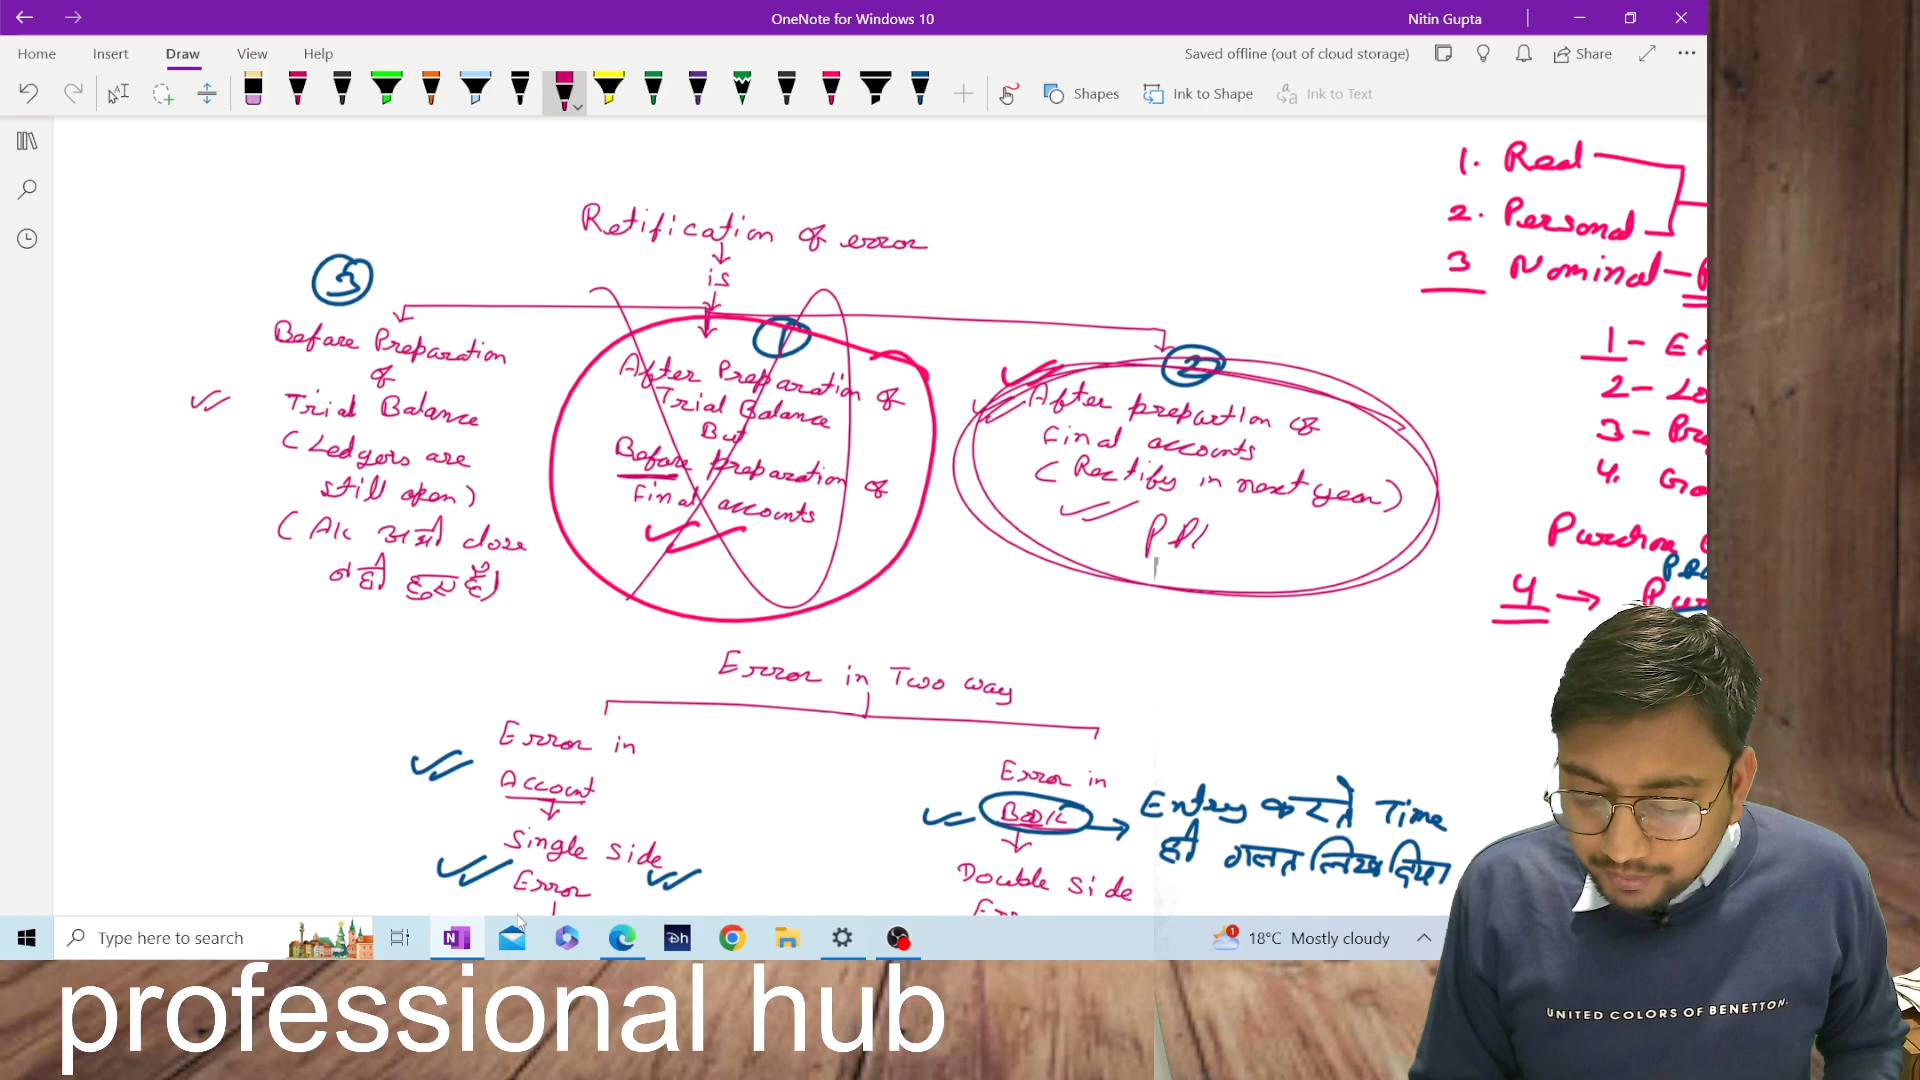 OneNote for Windows 10
Nitin Gupta
Home Insert Draw View Help
Saved offline (out of cloud storage)
Share
Shapes
Ink to Shape
Ink to Text
Retification of error
is
3
Before Preparation
of
Trial Balance
(Ledgers are
still open)
(A/c अभी close
नहीं हुए हैं)
1
After Preparation of
Trial Balance
But
Before preparation of
Final accounts
2
After prepartion of
Final accounts
(Rectify in next year)
1. Real
2. Personal
3 Nominal
1-
2-
3-
4.
4 →
Error in Two way
Error in
Account
Single side
Error
Error in
Book
Double side
Entry करते Time
ही गलत लिख दिया
Type here to search
18°C Mostly cloudy
professional hub
UNITED COLORS OF BENETTON.